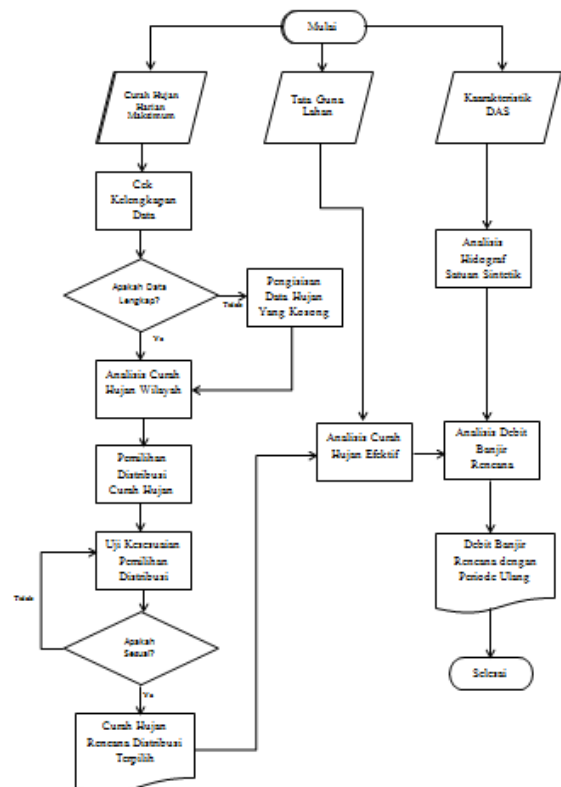 Mulai
Curah Hujan
Harian
Maksimum
Tata Guna
Lahan
Kaarakteristik
DAS
Cek
Kelengkapan
Data
Analisis
Hidograf
Satuan Sintetik
Apakah Data
Lengkap?
Tidak
Pengisisan
Data Hujan
Yang Kosong
Ya
Analisis Curah
Hujan Wilayah
Analisis Curah
Hujan Efektif
Analisis Debit
Banjir
Rencana
Pemilihan
Distribusi
Curah Hujan
Uji Kesesuaian
Pemilihan
Distribusi
Debit Banjir
Rencana dengan
Periode Ulang
Tidak
Apakah
Sesuai?
Selesai
Ya
Curah Hujan
Rencana Distribusi
Terpilih